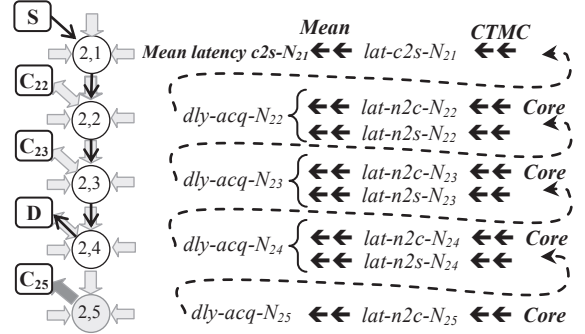 S
Mean
CTMC
2,1
Mean latency c2s-N21
lat-c2s-N21
C22
2,2
dly-acq-N22
lat-n2c-N22
Core
lat-n2s-N22
C23
2,3
dly-acq-N23
lat-n2c-N23
Core
lat-n2s-N23
D
2,4
dly-acq-N24
lat-n2c-N24
Core
lat-n2s-N24
C25
2,5
dly-acq-N25
lat-n2c-N25
Core